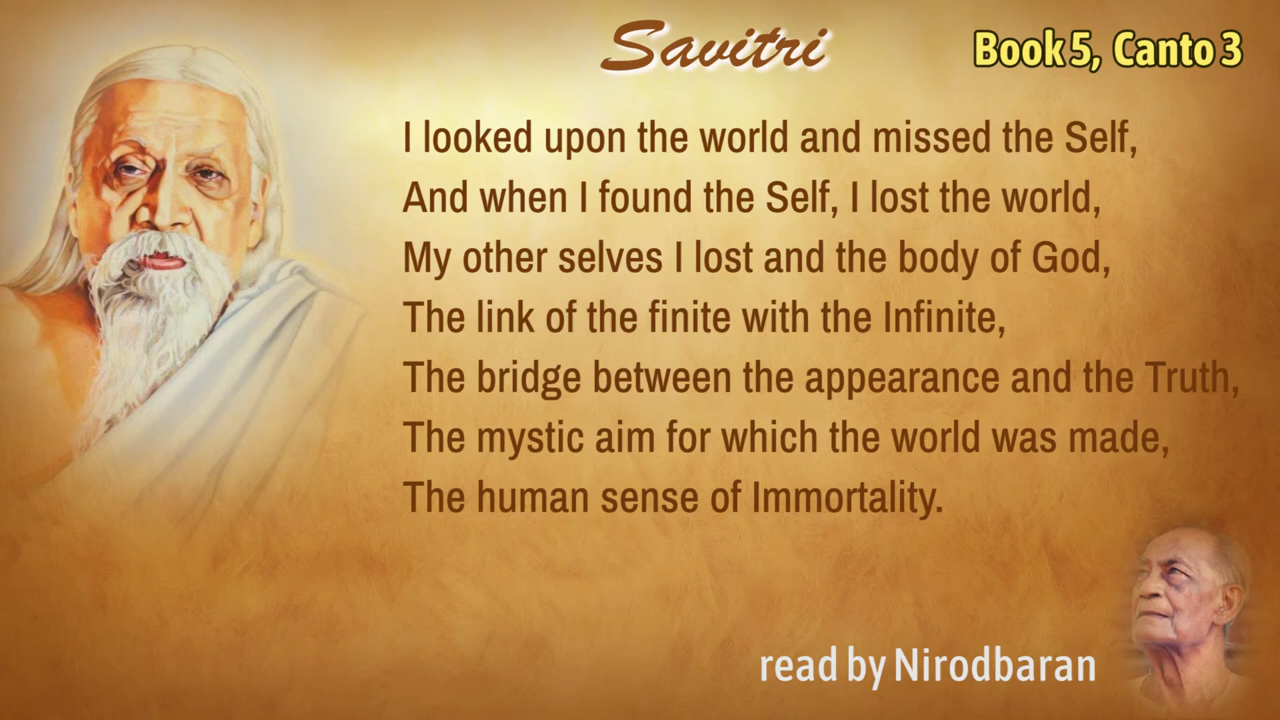 Savitri
Book 5, Canto 3
I looked upon the world and missed the Self,
And when I found the Self, I lost the world,
My other selves I lost and the body of God,
The link of the finite with the Infinite,
The bridge between the appearance and the Truth,
The mystic aim for which the world was made,
The human sense of Immortality.
read by Nirodbaran